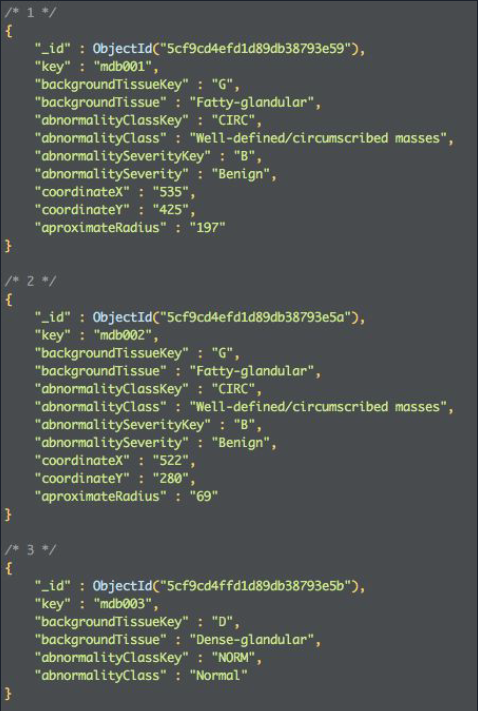 /* 1 */
{
"_id" : ObjectId("5cf9cd4efd1d89db38793e59"),
"key" : "mdb001",
"backgroundTissueKey" : "G",
"backgroundTissue" : "Fatty-glandular",
"abnormalityClassKey" : "CIRC",
"abnormalityClass" : "Well-defined/circumscribed masses",
"abnormalitySeverityKey" : "B",
"abnormalitySeverity" : "Benign",
"coordinateX" : "535",
"coordinateY" : "425",
"aproximateRadius" : "197"
}
/* 2 */
{
"_id" : ObjectId("5cf9cd4efd1d89db38793e5a"),
"key" : "mdb002",
"backgroundTissueKey" : "G",
"backgroundTissue" : "Fatty-glandular",
"abnormalityClassKey" : "CIRC",
"abnormalityClass" : "Well-defined/circumscribed masses",
"abnormalitySeverityKey" : "B",
"abnormalitySeverity" : "Benign",
"coordinateX" : "522",
"coordinateY" : "280",
"aproximateRadius" : "69"
}
/* 3 */
{
"_id" : ObjectId("5cf9cd4ffd1d89db38793e5b"),
"key" : "mdb003",
"backgroundTissueKey" : "D",
"backgroundTissue" : "Dense-glandular",
"abnormalityClassKey" : "NORM",
"abnormalityClass" : "Normal"
}